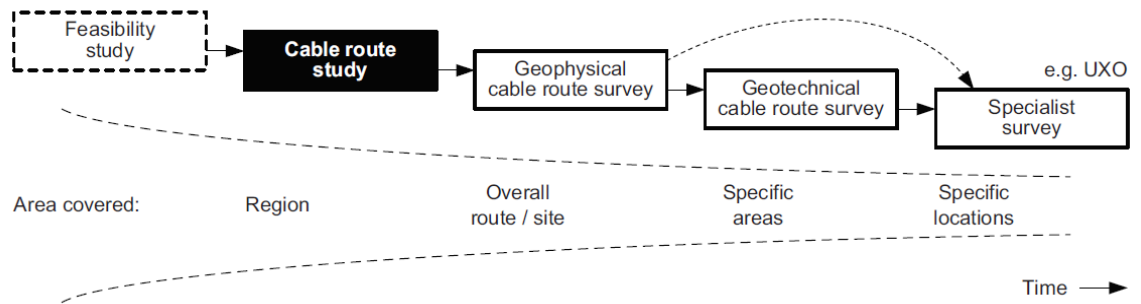 Feasibility
study
Cable route
study
Geophysical
cable route survey
Geotechnical
cable route survey
e.g. UXO
Specialist
survey
Area covered:
Region
Overall
route / site
Specific
areas
Specific
locations
Time